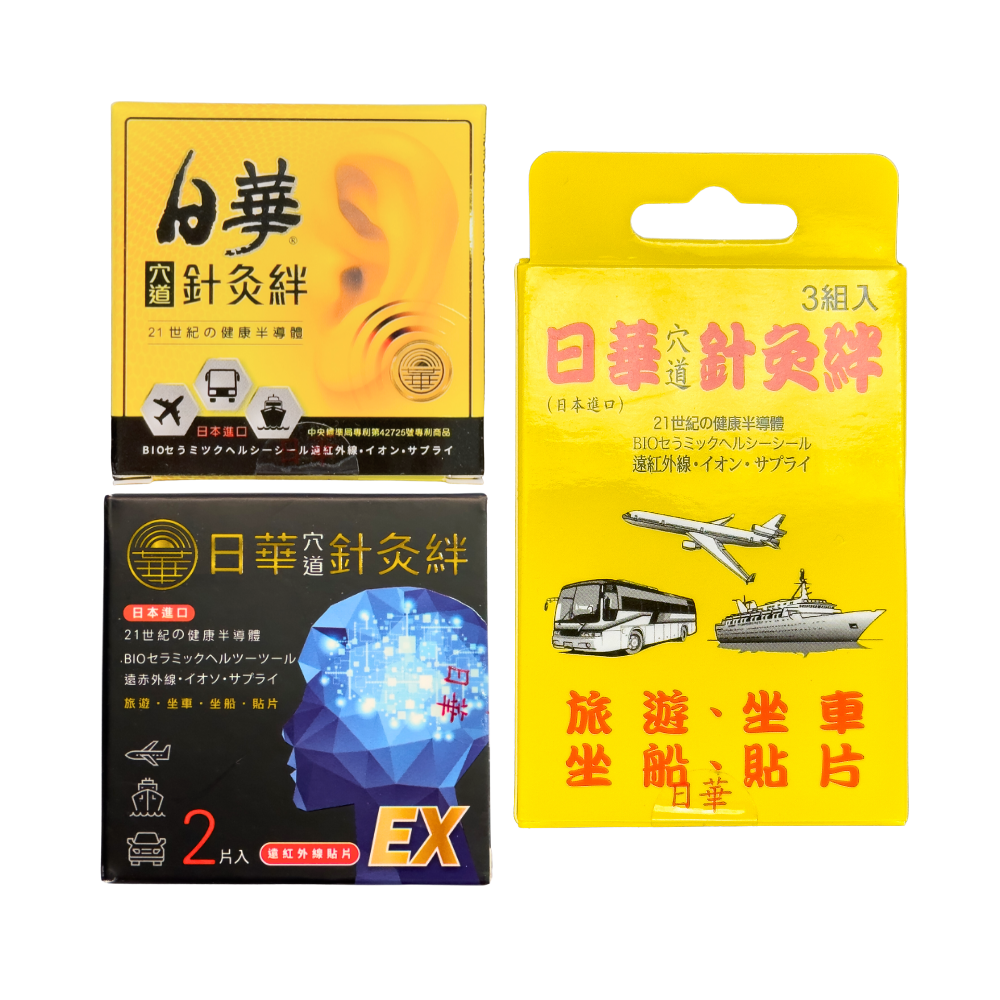 日華®
穴道 針灸絆
21世紀の健康半導體
日本進口
中央標準局專利第42725號專利商品
BIOセうミツクヘルシーシール遠紅外線・イオン・サプライ
華
華
日華穴道針灸絆
日本進口
21世紀の健康半導體
BIOセラミックヘルツーツール
遠赤外線・イオソ・サプライ
旅遊・坐車・坐船・貼片
日華
2片入
遠紅外線貼片
EX
3組入
日華穴道針灸絆
(日本進口)
21世紀の健康半導體
BIOセうミックヘルシーシール
遠紅外線・イオン・サプライ
旅遊、坐車
坐船、貼片
日華